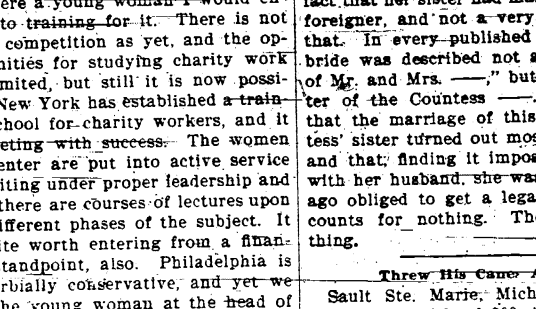 ere a young woman I would en-
to training for it. There is not
competition as yet, and the op-
nities for studying charity work
mited, but still it is now possi-
New York has established a train-
chool for charity workers, and it
eting with success. The women
enter are put into active service
iting under proper leadership and
there are courses of lectures upon
ifferent phases of the subject. It
ite worth entering from a finan-
tandpoint, also. Philadelphia is
rbially conservative, and yet we
he young woman at the head of
fact that her sister had
foreigner, and not a very
that. In every published
bride was described not a
of Mr. and Mrs. —," but
ter of the Countess —.
that the marriage of this
tess' sister turned out mos
and that, finding it impos
with her husband, she was
ago obliged to get a lega
counts for nothing. The
thing.
Threw His Cane A
Sault Ste. Marie, Mich